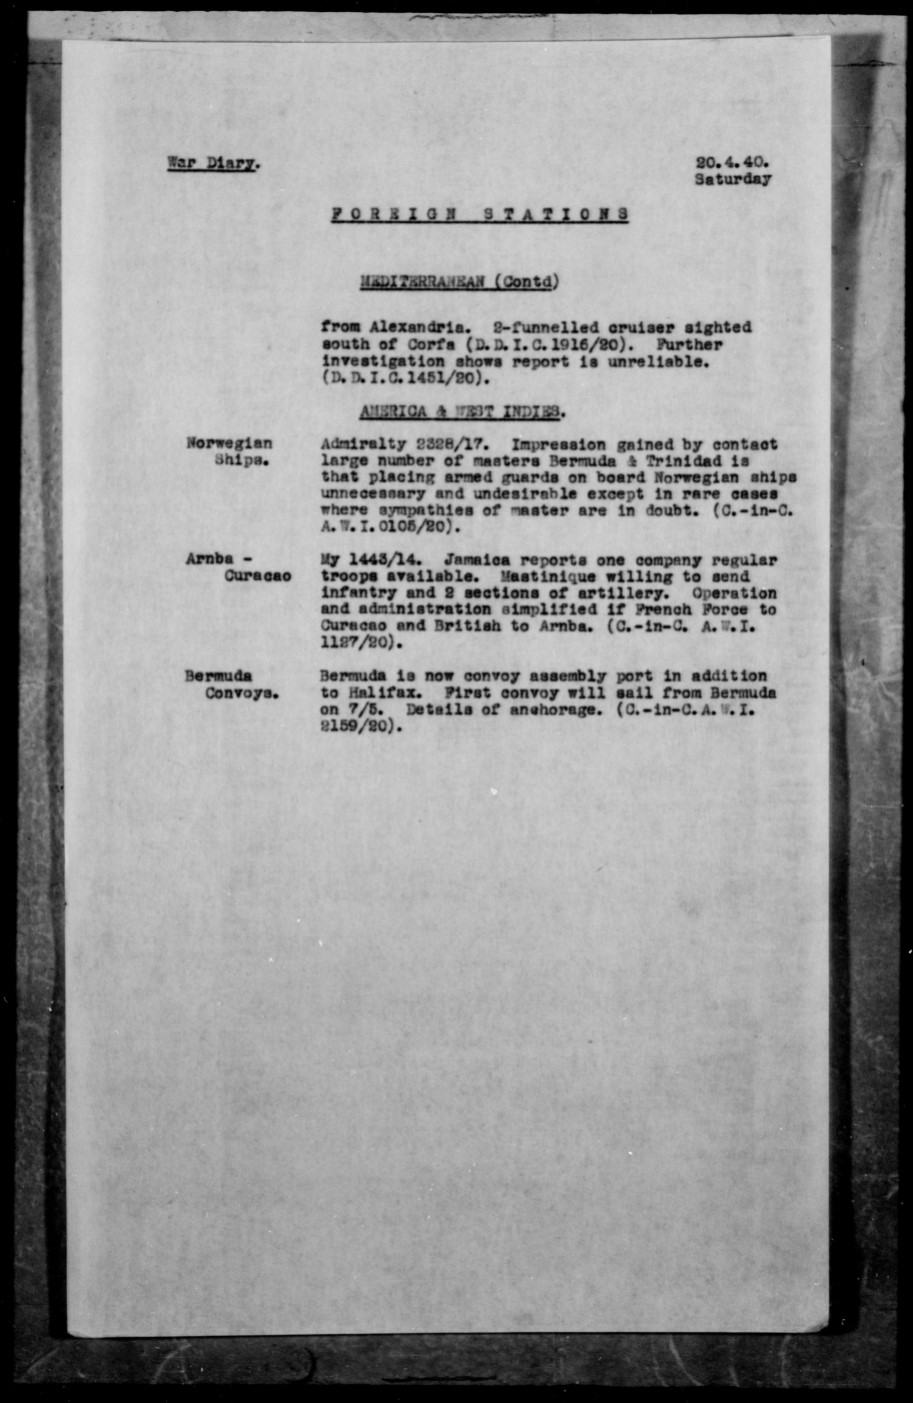 War Diary.
20.4.40.
Saturday
FOREIGN STATIONS
MEDITERRANEAN (Contd)
from Alexandria. 2-funnelled cruiser sighted
south of Corfa (D.D.I.C.1916/20). Further
investigation shows report is unreliable.
(D.D.I.C.1451/20).
AMERICA & WEST INDIES.
Norwegian
Ships.
Admiralty 2328/17. Impression gained by contact
large number of masters Bermuda & Trinidad is
that placing armed guards on board Norwegian ships
unnecessary and undesirable except in rare cases
where sympathies of master are in doubt. (C.-in-C.
A.W.I.0105/20).
Arnba -
Curacao
My 1443/14. Jamaica reports one company regular
troops available. Mastinique willing to send
infantry and 2 sections of artillery. Operation
and administration simplified if French Force to
Curacao and British to Arnba. (C.-in-C. A.W.I.
1127/20).
Bermuda
Convoys.
Bermuda is now convoy assembly port in addition
to Halifax. First convoy will sail from Bermuda
on 7/5. Details of anchorage. (C.-in-C.A.W.I.
2159/20).